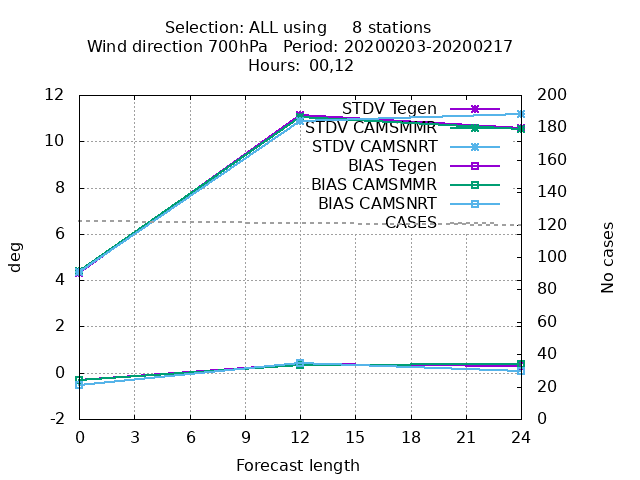 Selection: ALL using     8 stations
Wind direction 700hPa   Period: 20200203-20200217
Hours:  00,12
12
10
8
6
4
2
0
-2
deg
200
180
160
140
120
100
80
60
40
20
0
No cases
STDV Tegen
STDV CAMSMMR
STDV CAMSNRT
BIAS Tegen
BIAS CAMSMMR
BIAS CAMSNRT
CASES
0 3 6 9 12 15 18 21 24
Forecast length